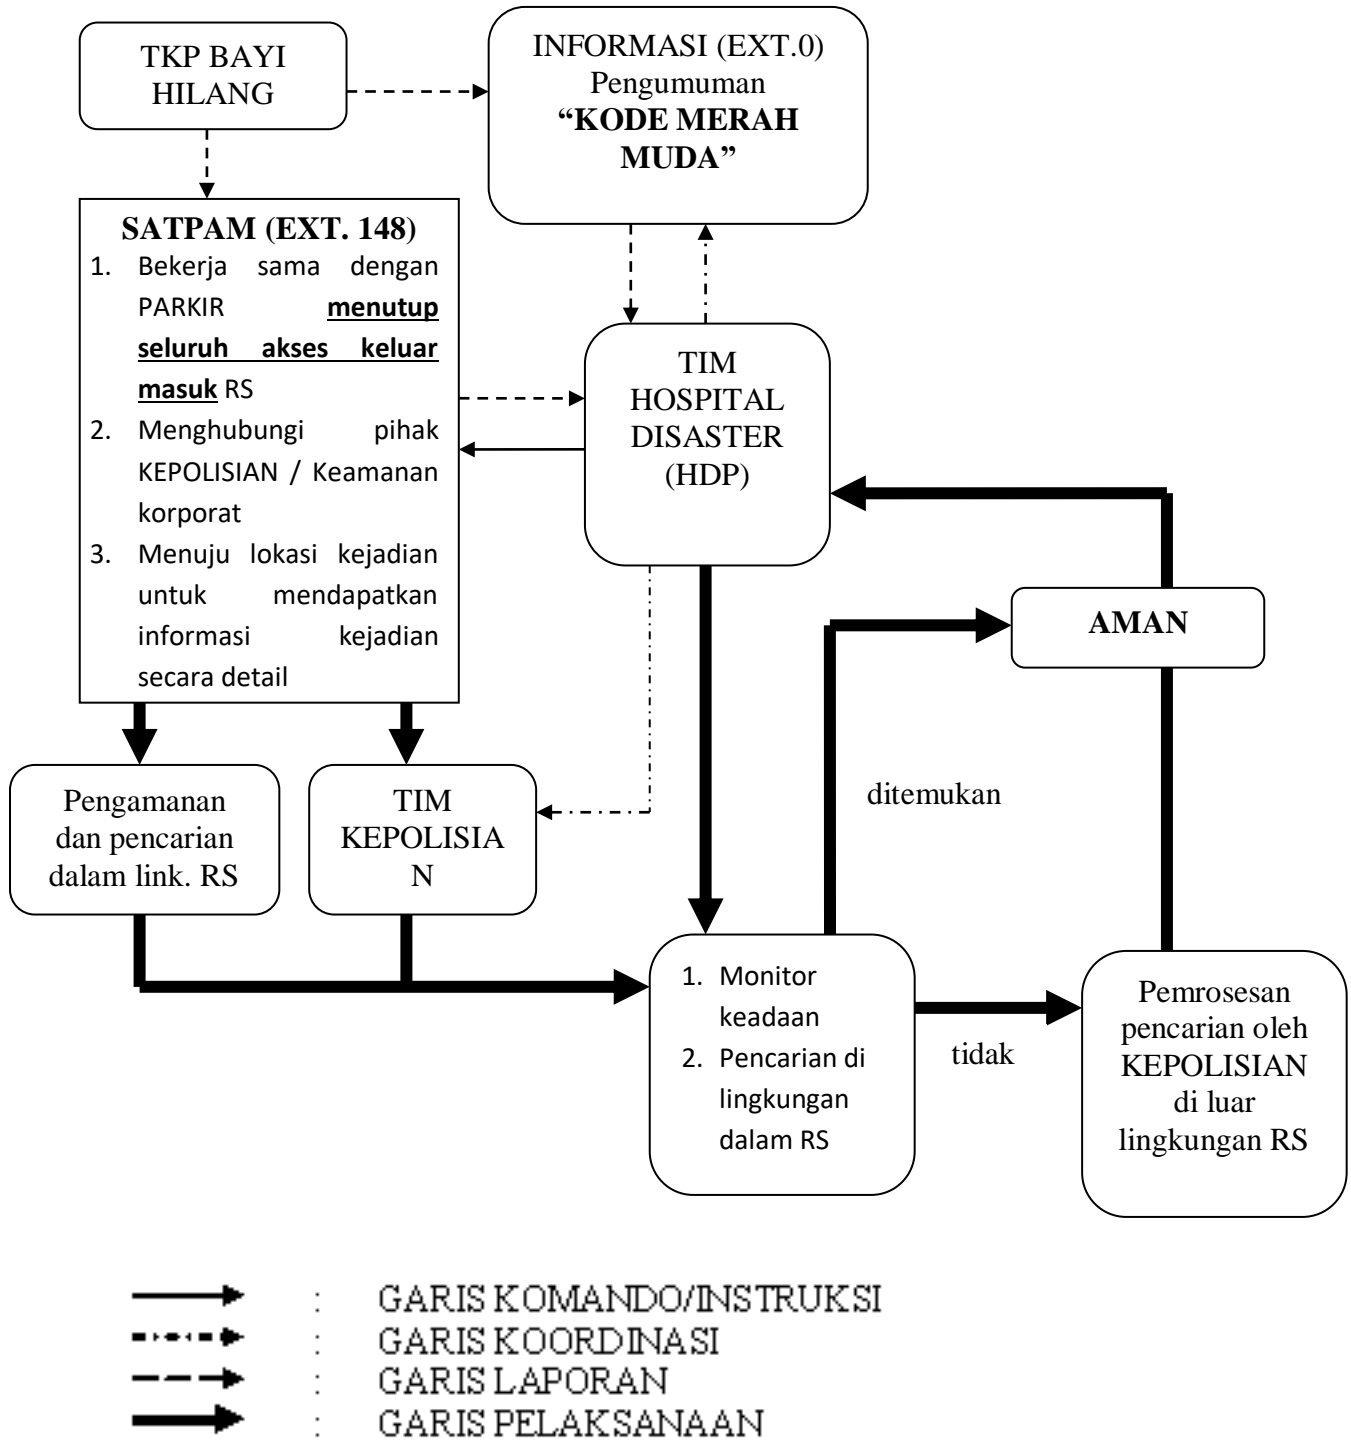 TKP BAYI
HILANG
INFORMASI (EXT.0)
Pengumuman
“KODE MERAH
MUDA”
SATPAM (EXT. 148)
1. Bekerja sama dengan
PARKIR menutup
seluruh akses keluar
masuk RS
2. Menghubungi pihak
KEPOLISIAN / Keamanan
korporat
3. Menuju lokasi kejadian
untuk mendapatkan
informasi kejadian
secara detail
TIM
HOSPITAL
DISASTER
(HDP)
AMAN
Pengamanan
dan pencarian
dalam link. RS
TIM
KEPOLISIA
N
ditemukan
1. Monitor
keadaan
2. Pencarian di
lingkungan
dalam RS
tidak
Pemrosesan
pencarian oleh
KEPOLISIAN
di luar
lingkungan RS
: GARIS KOMANDO/INSTRUKSI
: GARIS KOORDINASI
: GARIS LAPORAN
: GARIS PELAKSANAAN